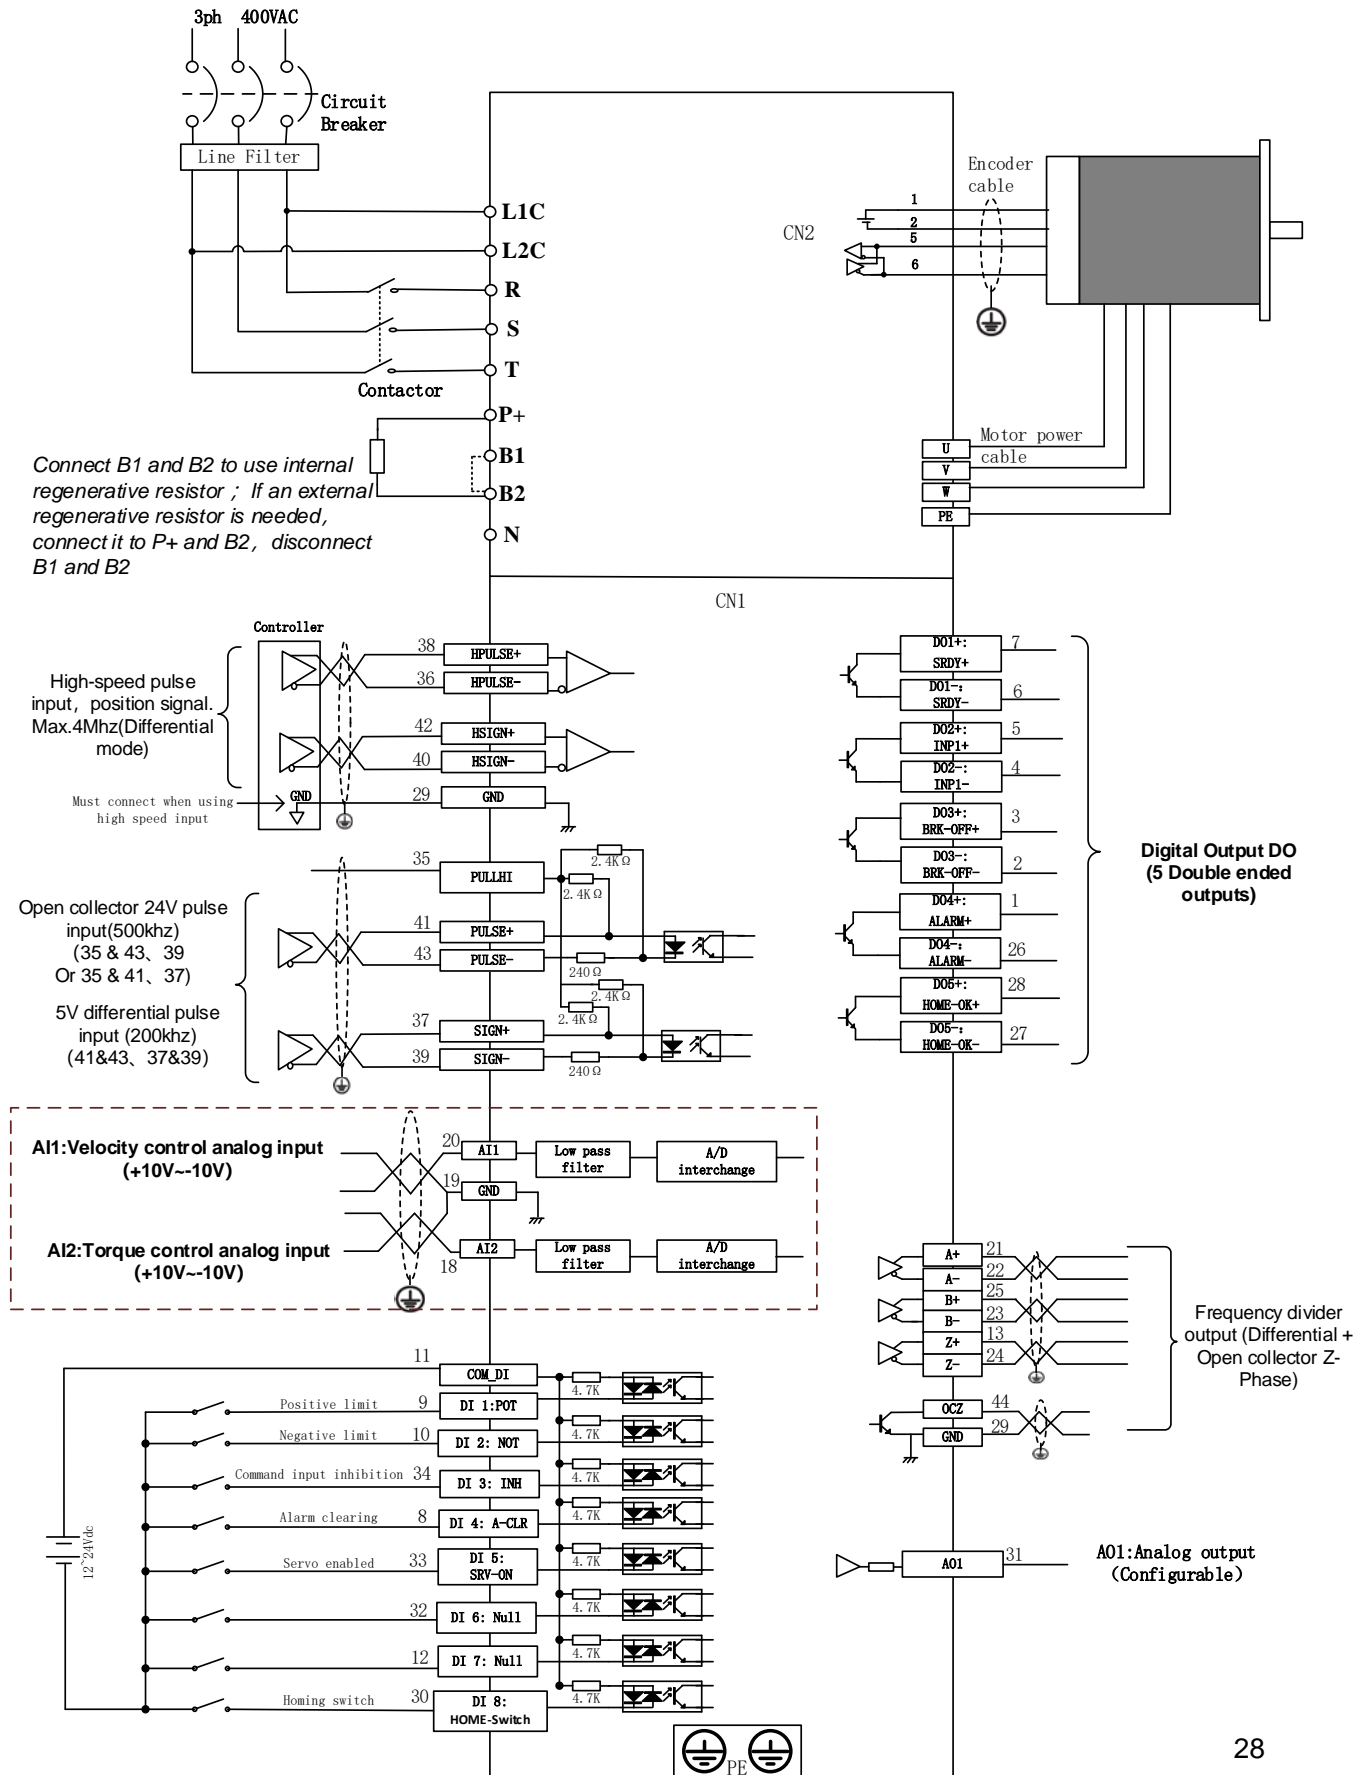 3ph 400VAC
Circuit
Breaker
Line Filter
L1C
L2C
R
S
T
Contactor
P+
B1
B2
N
Connect B1 and B2 to use internal
regenerative resistor ; If an external
regenerative resistor is needed,
connect it to P+ and B2, disconnect
B1 and B2
CN2
Encoder
cable
1
2
5
6
Motor power
cable
U
V
W
PE
CN1
Controller
High-speed pulse
input, position signal.
Max.4Mhz(Differential
mode)
Must connect when using
high speed input
GND
38 HPULSE+
36 HPULSE-
42 HSIGN+
40 HSIGN-
29 GND
35 PULLHI
2.4KΩ
2.4KΩ
Open collector 24V pulse
input(500khz)
(35 & 43、39
Or 35 & 41、37)
5V differential pulse
input (200khz)
(41&43、37&39)
41 PULSE+
43 PULSE-
240Ω
2.4KΩ
2.4KΩ
37 SIGN+
39 SIGN-
240Ω
DO1+: 7
SRDY+
DO1-: 6
SRDY-
DO2+: 5
INP1+
DO2-: 4
INP1-
DO3+: 3
BRK-OFF+
DO3-: 2
BRK-OFF-
DO4+: 1
ALARM+
DO4-: 26
ALARM-
DO5+: 28
HOME-OK+
DO5-: 27
HOME-OK-
Digital Output DO
(5 Double ended
outputs)
AI1:Velocity control analog input
(+10V~-10V)
20 AI1
Low pass
filter
A/D
interchange
19 GND
AI2:Torque control analog input
(+10V~-10V)
18 AI2
Low pass
filter
A/D
interchange
A+ 21
A- 22
B+ 25
B- 23
Z+ 13
Z- 24
OCZ 44
GND 29
Frequency divider
output (Differential +
Open collector Z-
Phase)
12~24Vdc
11 COM_DI
4.7K
Positive limit 9 DI 1:POT
4.7K
Negative limit 10 DI 2: NOT
4.7K
Command input inhibition 34 DI 3: INH
4.7K
Alarm clearing 8 DI 4: A-CLR
4.7K
Servo enabled 33 DI 5:
SRV-ON
4.7K
32 DI 6: Null
4.7K
12 DI 7: Null
4.7K
Homing switch 30 DI 8:
HOME-Switch
AO1 31
AO1:Analog output
(Configurable)
PE
28